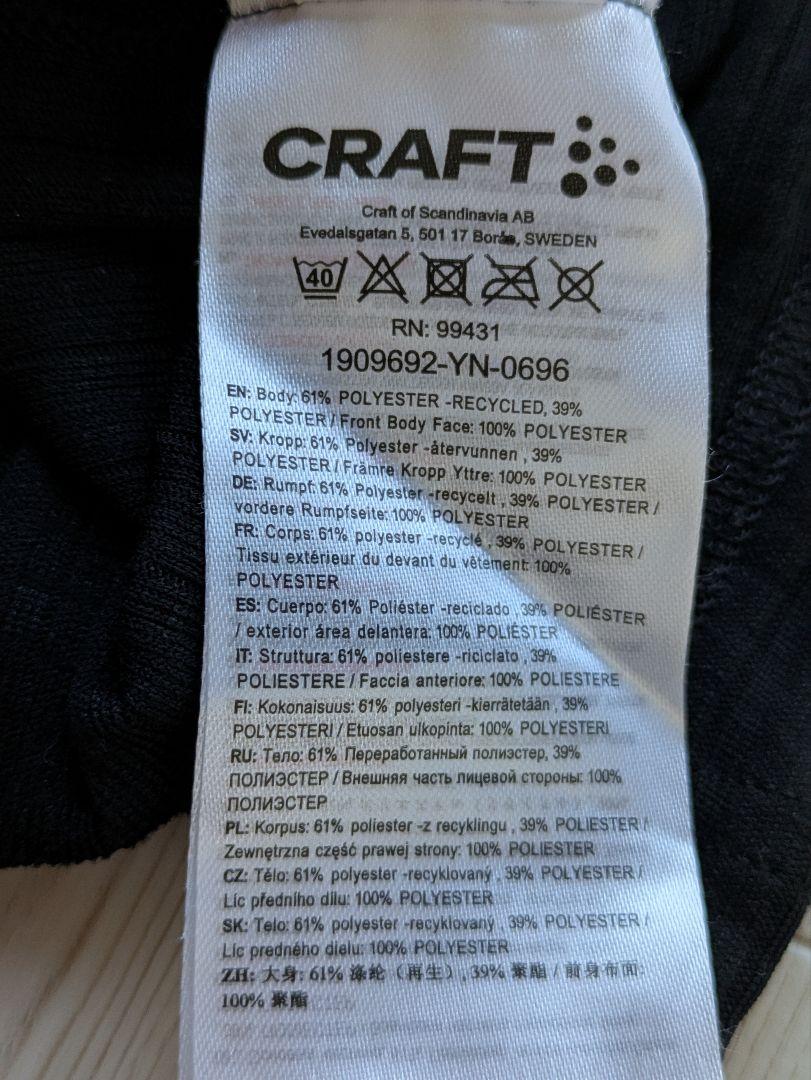 CRAFT
Craft of Scandinavia AB
Evedalsgatan 5, 501 17 Borås, SWEDEN
40
RN: 99431
1909692-YN-0696
EN: Body: 61% POLYESTER -RECYCLED, 39%
POLYESTER / Front Body Face: 100% POLYESTER
SV: Kropp: 61% Polyester -återvunnen , 39%
POLYESTER / Främre Kropp Yttre: 100% POLYESTER
DE: Rumpf: 61% Polyester -recycelt , 39% POLYESTER /
vordere Rumpfseite: 100% POLYESTER
FR: Corps: 61% polyester -recyclé , 39% POLYESTER /
Tissu extérieur du devant du vêtement: 100%
POLYESTER
ES: Cuerpo: 61% Poliéster -reciclado , 39% POLIÉSTER
/ exterior área delantera: 100% POLIÉSTER
IT: Struttura: 61% poliestere -riciclato , 39%
POLIESTERE / Faccia anteriore: 100% POLIESTERE
FI: Kokonaisuus: 61% polyesteri -kierrätetään , 39%
POLYESTERI / Etuosan ulkopinta: 100% POLYESTERI
RU: Тело: 61% Переработанный полиэстер, 39%
ПОЛИЭСТЕР / Внешняя часть лицевой стороны: 100%
ПОЛИЭСТЕР
PL: Korpus: 61% poliester -z recyklingu , 39% POLIESTER /
Zewnętrzna część prawej strony: 100% POLIESTER
CZ: Tělo: 61% polyester -recyklovaný , 39% POLYESTER /
Líc předního dílu: 100% POLYESTER
SK: Telo: 61% polyester -recyklovaný , 39% POLYESTER /
Líc predného dielu: 100% POLYESTER
ZH: 大身: 61% 涤纶（再生）, 39% 聚酯 / 前身布面:
100% 聚酯